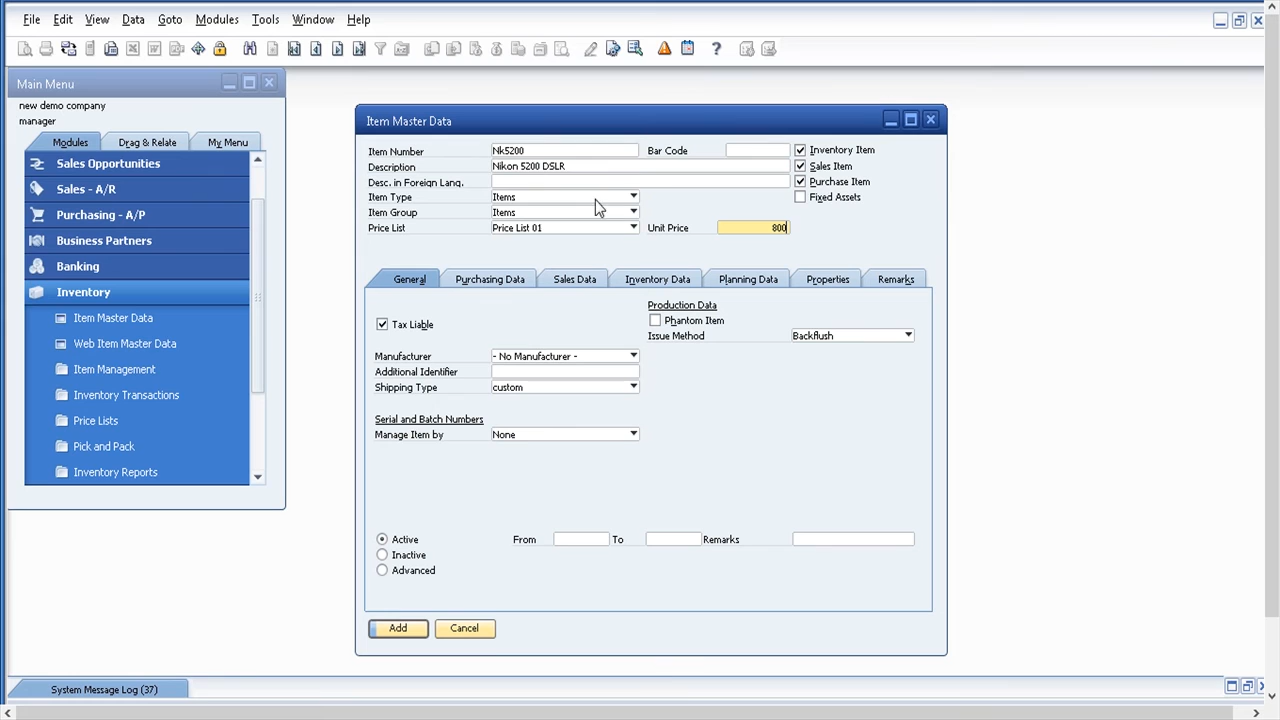 File Edit View Data Goto Modules Tools Window Help
Main Menu
new demo company
manager
Modules Drag & Relate My Menu
Sales Opportunities
Sales - A/R
Purchasing - A/P
Business Partners
Banking
Inventory
Item Master Data
Web Item Master Data
Item Management
Inventory Transactions
Price Lists
Pick and Pack
Inventory Reports
Item Master Data
Item Number Nk5200 Bar Code Inventory Item
Description Nikon 5200 DSLR Sales Item
Desc. in Foreign Lang. Purchase Item
Item Type Items Fixed Assets
Item Group Items
Price List Price List 01 Unit Price 800
General Purchasing Data Sales Data Inventory Data Planning Data Properties Remarks
Production Data
Tax Liable Phantom Item
Issue Method Backflush
Manufacturer - No Manufacturer -
Additional Identifier
Shipping Type custom
Serial and Batch Numbers
Manage Item by None
Active From To Remarks
Inactive
Advanced
Add Cancel
System Message Log (37)